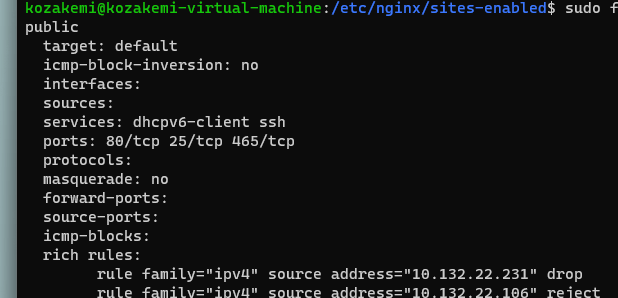 kozakemi@kozakemi-virtual-machine:/etc/nginx/sites-enabled$ sudo f
public
target: default
icmp-block-inversion: no
interfaces:
sources:
services: dhcpv6-client ssh
ports: 80/tcp 25/tcp 465/tcp
protocols:
masquerade: no
forward-ports:
source-ports:
icmp-blocks:
rich rules:
rule family="ipv4" source address="10.132.22.231" drop
rule family="ipv4" source address="10.132.22.106" reject